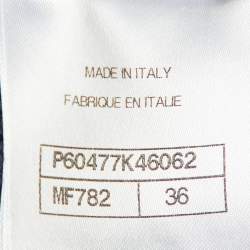 MADE IN ITALY
FABRIQUE EN ITALIE
P60477K46062
MF782 36